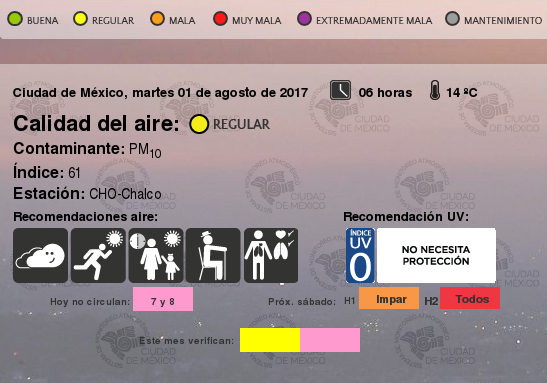 BUENA REGULAR MALA MUY MALA EXTREMADAMENTE MALA MANTENIMIENTO
Ciudad de México, martes 01 de agosto de 2017 06 horas 14 ºC
Calidad del aire: REGULAR
Contaminante: PM10
Índice: 61
Estación: CHO-Chalco
Recomendaciones aire: Recomendación UV:
ÍNDICE
UV
0
NO NECESITA
PROTECCIÓN
Hoy no circulan: 7 y 8 Próx. sábado: H1 Impar H2 Todos
Este mes verifican: